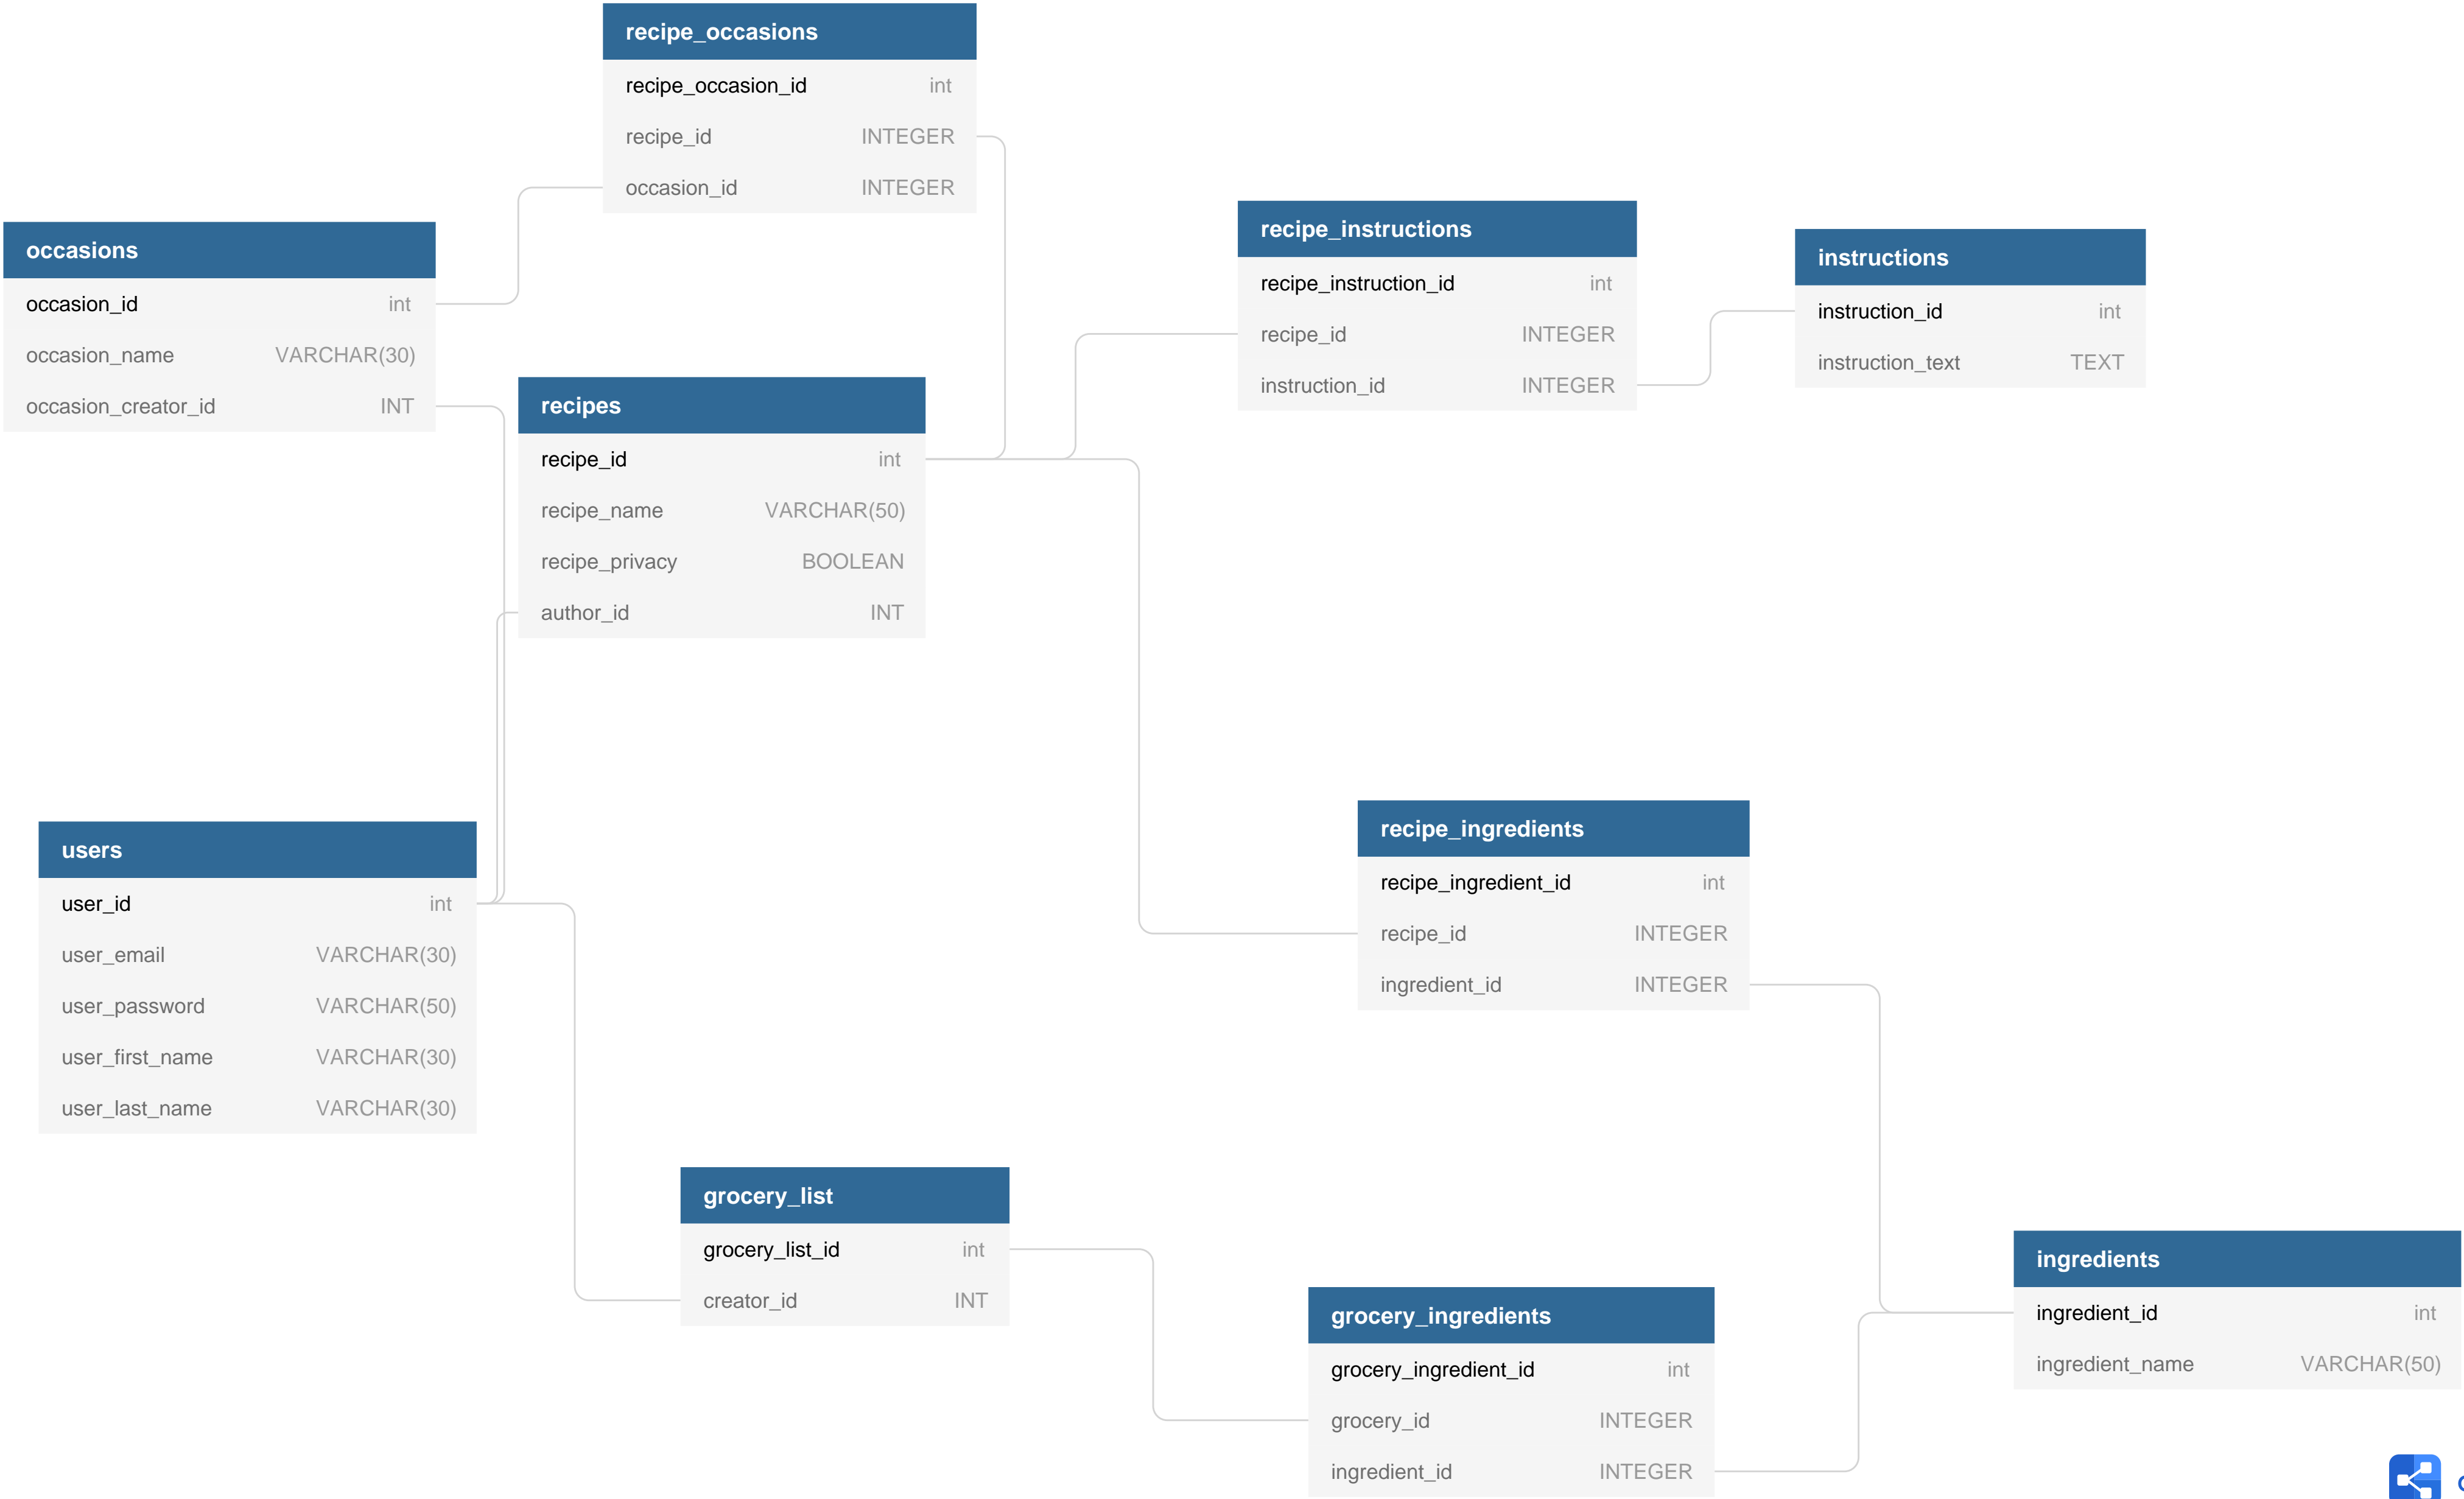 recipe_occasions
recipe_occasion_id int
recipe_id INTEGER
occasion_id INTEGER
occasions
occasion_id int
occasion_name VARCHAR(30)
occasion_creator_id INT
recipe_instructions
recipe_instruction_id int
recipe_id INTEGER
instruction_id INTEGER
instructions
instruction_id int
instruction_text TEXT
recipes
recipe_id int
recipe_name VARCHAR(50)
recipe_privacy BOOLEAN
author_id INT
users
user_id int
user_email VARCHAR(30)
user_password VARCHAR(50)
user_first_name VARCHAR(30)
user_last_name VARCHAR(30)
recipe_ingredients
recipe_ingredient_id int
recipe_id INTEGER
ingredient_id INTEGER
grocery_list
grocery_list_id int
creator_id INT
grocery_ingredients
grocery_ingredient_id int
grocery_id INTEGER
ingredient_id INTEGER
ingredients
ingredient_id int
ingredient_name VARCHAR(50)